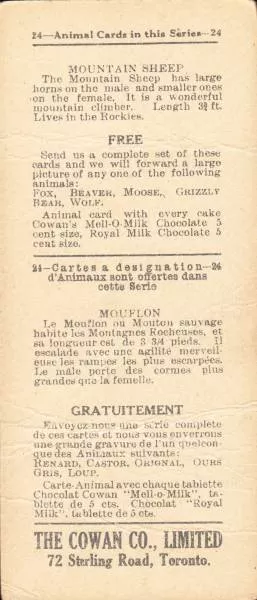 24—Animal Cards in this Series—24
MOUNTAIN SHEEP
The Mountain Sheep has large
horns on the male and smaller ones
on the female. It is a wonderful
mountain climber. Length 3¾ ft.
Lives in the Rockies.
FREE
Send us a complete set of these
cards and we will forward a large
picture of any one of the following
animals:
FOX, BEAVER, MOOSE, GRIZZLY
BEAR, WOLF.
Animal card with every cake
Cowan's Mell-O-Milk Chocolate 5
cent size, Royal Milk Chocolate 5
cent size.
24—Cartes a designation—24
d'Animaux sont offertes dans
cette Serie
MOUFLON
Le Mouflon ou Mouton sauvage
habite les Montagnes Rocheuses, et
sa longueur est de 3 3/4 pieds. Il
escalade avec une agilité merveil-
leuse les rampes les plus escarpées.
Le mâle porte des cornes plus
grandes que la femelle.
GRATUITEMENT
Envoyez-nous une série complete
de ces cartes et nous vous enverrons
une grande gravure de l'un quelcon-
que des Animaux suivants:
RENARD, CASTOR, ORIGNAL, OURS
GRIS, LOUP.
Carte-Animal avec chaque tablette
Chocolat Cowan "Mell-o-Milk", ta-
blette de 5 cts. Chocolat "Royal
Milk", tablette de 5 cts.
THE COWAN CO., LIMITED
72 Sterling Road, Toronto.